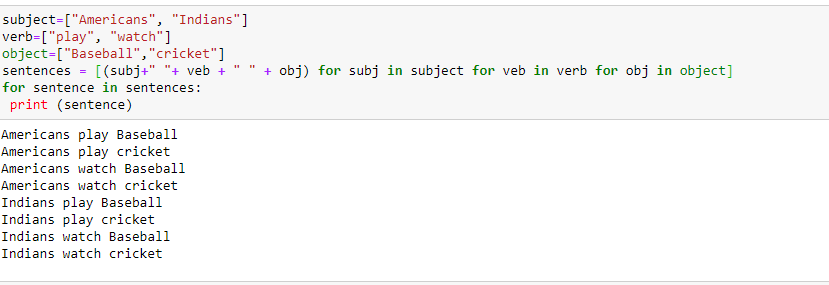 subject=["Americans", "Indians"]
verb=["play", "watch"]
object=["Baseball","cricket"]
sentences = [(subj+" "+ veb + " " + obj) for subj in subject for veb in verb for obj in object]
for sentence in sentences:
 print (sentence)
Americans play Baseball
Americans play cricket
Americans watch Baseball
Americans watch cricket
Indians play Baseball
Indians play cricket
Indians watch Baseball
Indians watch cricket